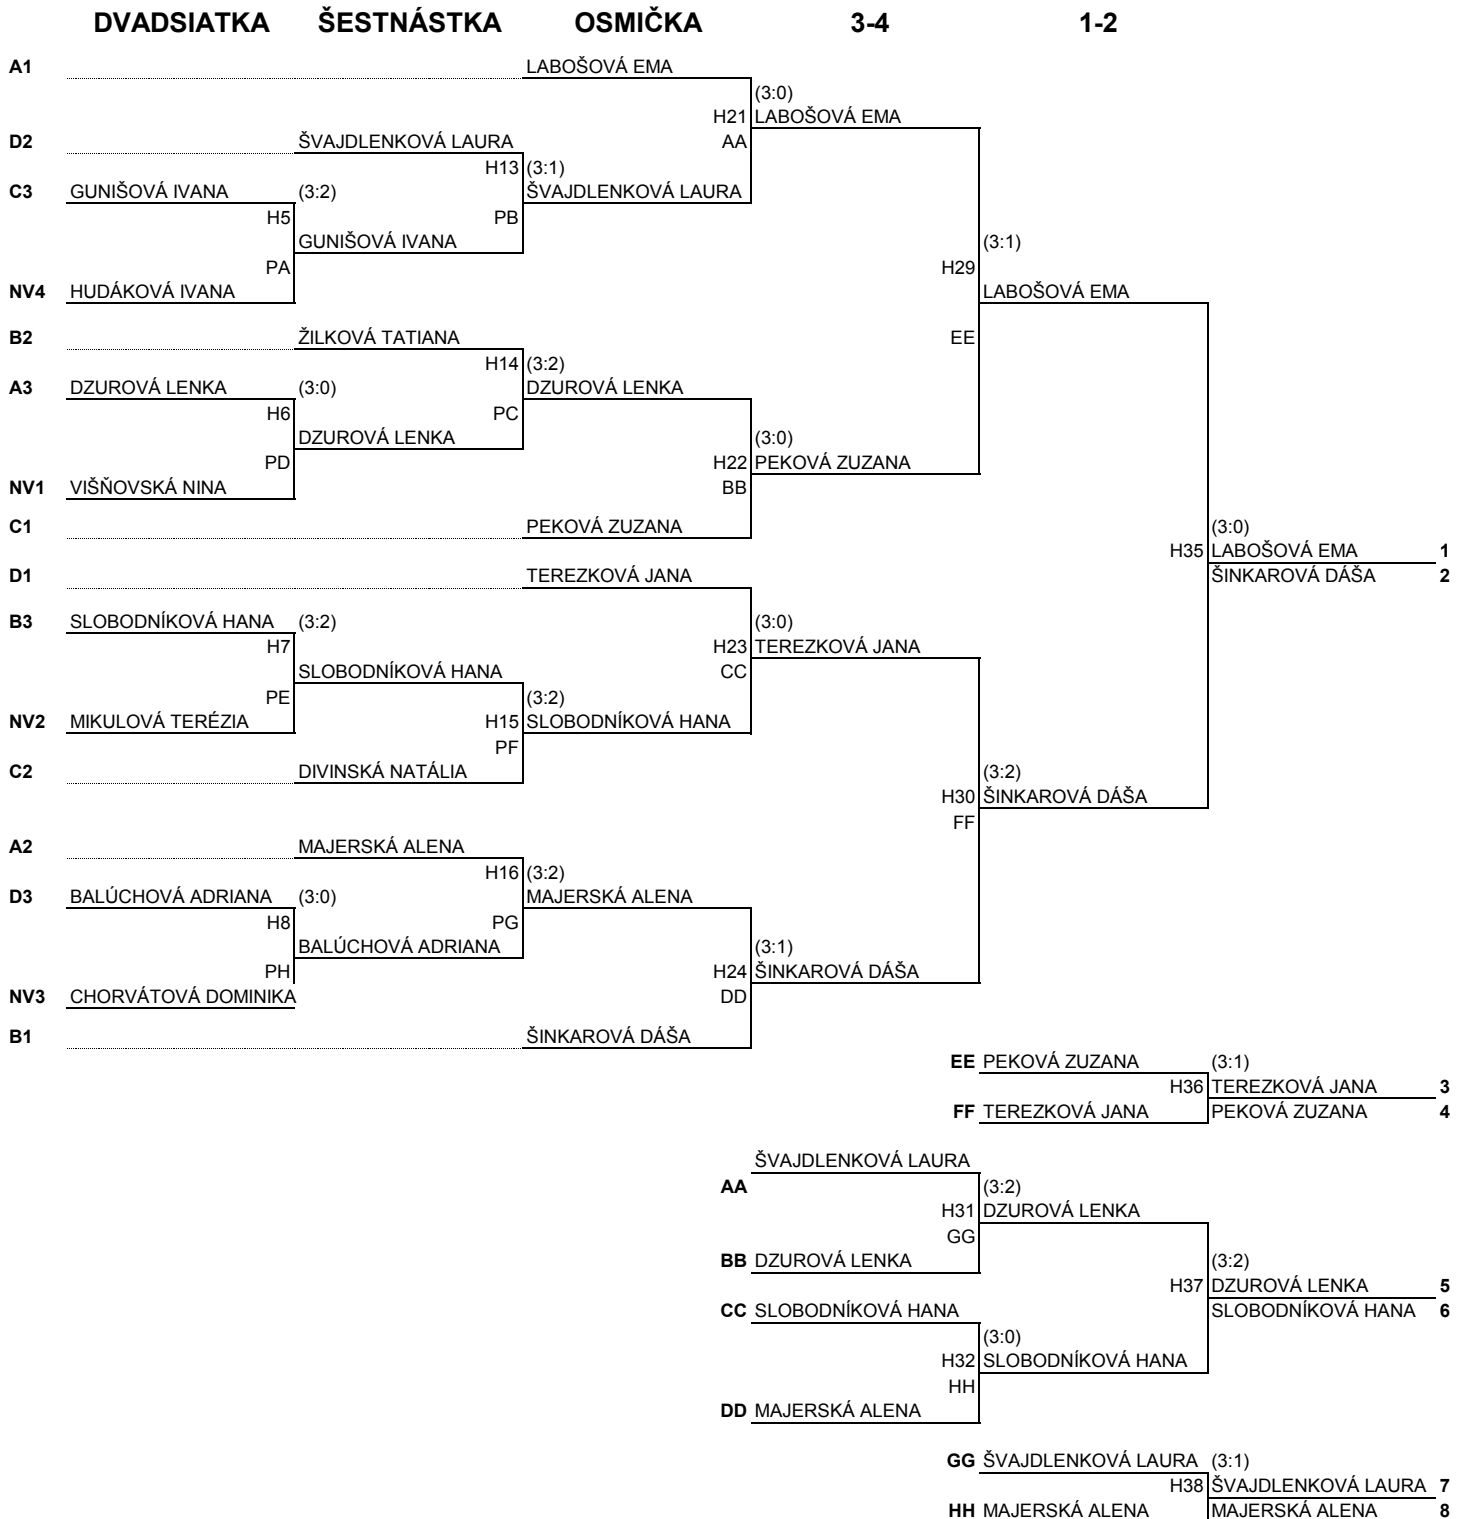 DVADSIATKA ŠESTNÁSTKA OSMIČKA 3-4 1-2
A1 LABOŠOVÁ EMA
(3:0)
H21 LABOŠOVÁ EMA
D2 ŠVAJDLENKOVÁ LAURA AA
H13 (3:1)
C3 GUNIŠOVÁ IVANA (3:2) ŠVAJDLENKOVÁ LAURA
H5 PB
GUNIŠOVÁ IVANA (3:1)
PA H29
NV4 HUDÁKOVÁ IVANA LABOŠOVÁ EMA
B2 ŽILKOVÁ TATIANA EE
H14 (3:2)
A3 DZUROVÁ LENKA (3:0) DZUROVÁ LENKA
H6 PC
DZUROVÁ LENKA (3:0)
PD H22 PEKOVÁ ZUZANA
NV1 VIŠŇOVSKÁ NINA BB
C1 PEKOVÁ ZUZANA (3:0)
H35 LABOŠOVÁ EMA 1
D1 TEREZKOVÁ JANA ŠINKAROVÁ DÁŠA 2
B3 SLOBODNÍKOVÁ HANA (3:2) (3:0)
H7 H23 TEREZKOVÁ JANA
SLOBODNÍKOVÁ HANA CC
PE (3:2)
NV2 MIKULOVÁ TERÉZIA H15 SLOBODNÍKOVÁ HANA
PF
C2 DIVINSKÁ NATÁLIA (3:2)
H30 ŠINKAROVÁ DÁŠA
FF
A2 MAJERSKÁ ALENA
H16 (3:2)
D3 BALÚCHOVÁ ADRIANA (3:0) MAJERSKÁ ALENA
H8 PG
BALÚCHOVÁ ADRIANA (3:1)
PH H24 ŠINKAROVÁ DÁŠA
NV3 CHORVÁTOVÁ DOMINIKA DD
B1 ŠINKAROVÁ DÁŠA
EE PEKOVÁ ZUZANA (3:1)
H36 TEREZKOVÁ JANA 3
FF TEREZKOVÁ JANA PEKOVÁ ZUZANA 4
ŠVAJDLENKOVÁ LAURA
AA (3:2)
H31 DZUROVÁ LENKA
GG
BB DZUROVÁ LENKA (3:2)
H37 DZUROVÁ LENKA 5
CC SLOBODNÍKOVÁ HANA SLOBODNÍKOVÁ HANA 6
(3:0)
H32 SLOBODNÍKOVÁ HANA
HH
DD MAJERSKÁ ALENA
GG ŠVAJDLENKOVÁ LAURA (3:1)
H38 ŠVAJDLENKOVÁ LAURA 7
HH MAJERSKÁ ALENA MAJERSKÁ ALENA 8